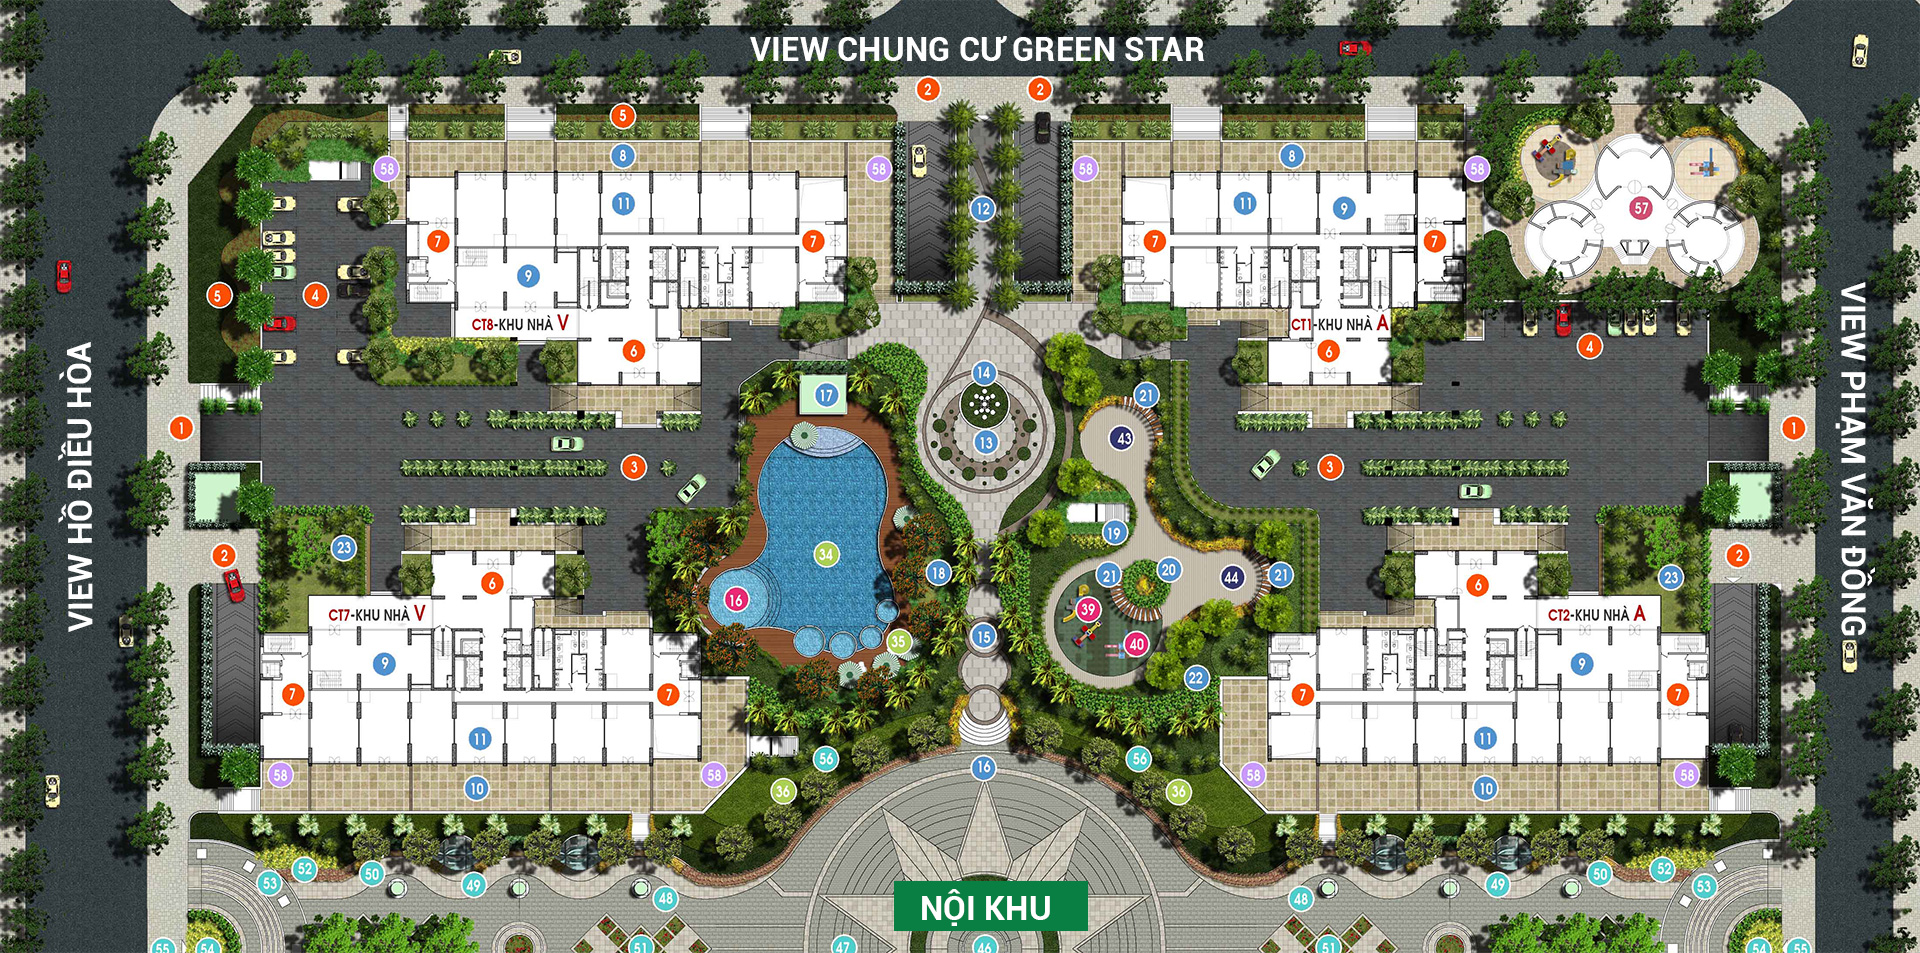 VIEW CHUNG CƯ GREEN STAR
2 2
5
58 8 58 58 8 58
11 12 11 9 57
7 7 7 7
9
5 4
CT8-KHU NHÀ V CT1-KHU NHÀ A
6 6 4
VIEW HỒ ĐIỀU HÒA
VIEW PHẠM VĂN ĐỒNG
14
17 21
1 13 43 1
3 3
19
23 34 2
2 18 21 20 44 21 23
6 6
16 39
CT7-KHU NHÀ V CT2-KHU NHÀ A
15 35 40
9 9
22
7 7 7 7
11 11
56 56
58 58 16 58 58
10 36 36 10
52 50 49 48 48 49 50 52
53 53
NỘI KHU
55 54 51 47 46 51 54 55